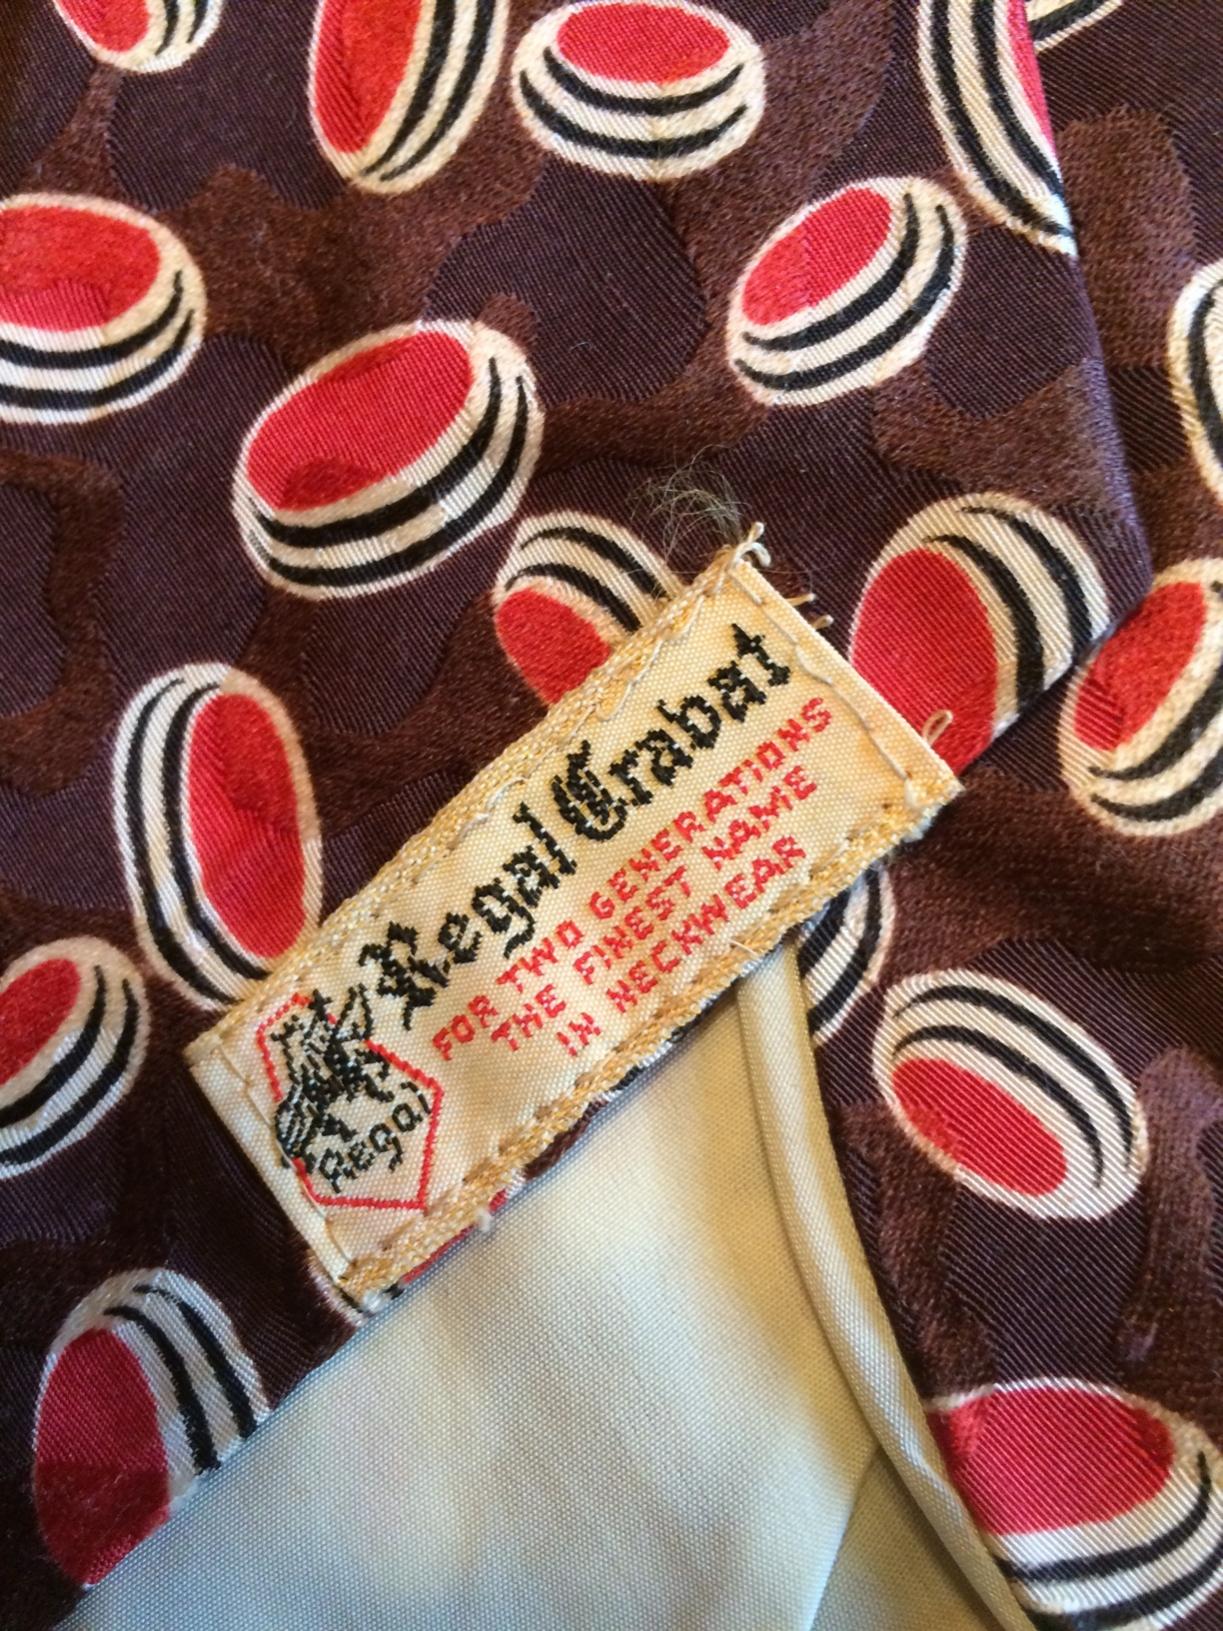 Regal Cravat
FOR TWO GENERATIONS
THE FINEST NAME
IN NECKWEAR
Regal